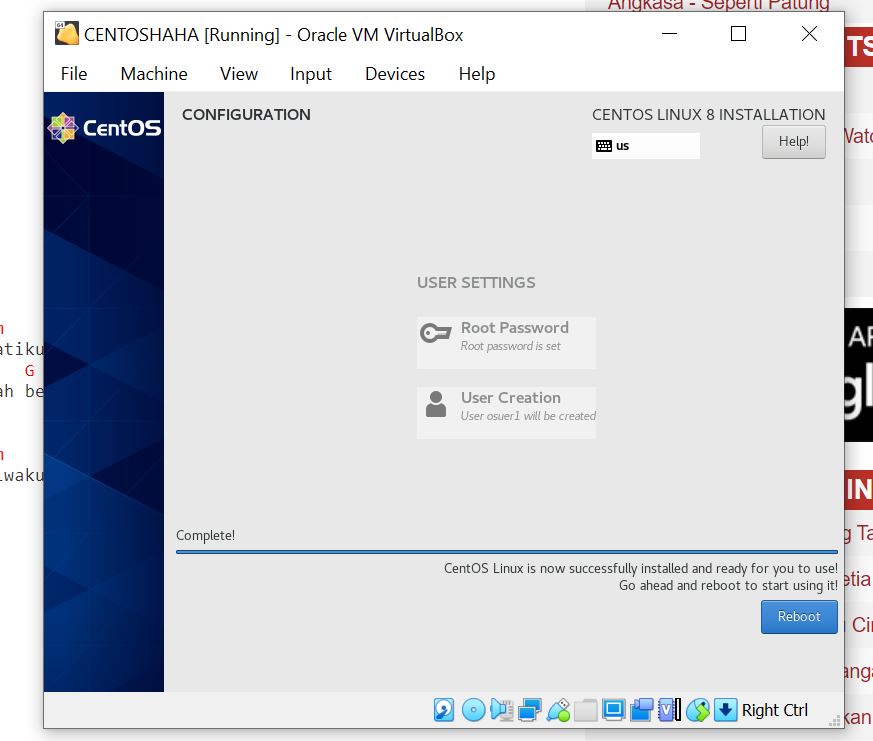 Angkasa - Seperti Patung
CENTOSHAHA [Running] - Oracle VM VirtualBox
File Machine View Input Devices Help
CentOS
CONFIGURATION
CENTOS LINUX 8 INSTALLATION
us
Help!
USER SETTINGS
Root Password
Root password is set
User Creation
User osuer1 will be created
G
Complete!
CentOS Linux is now successfully installed and ready for you to use!
Go ahead and reboot to start using it!
Reboot
Right Ctrl